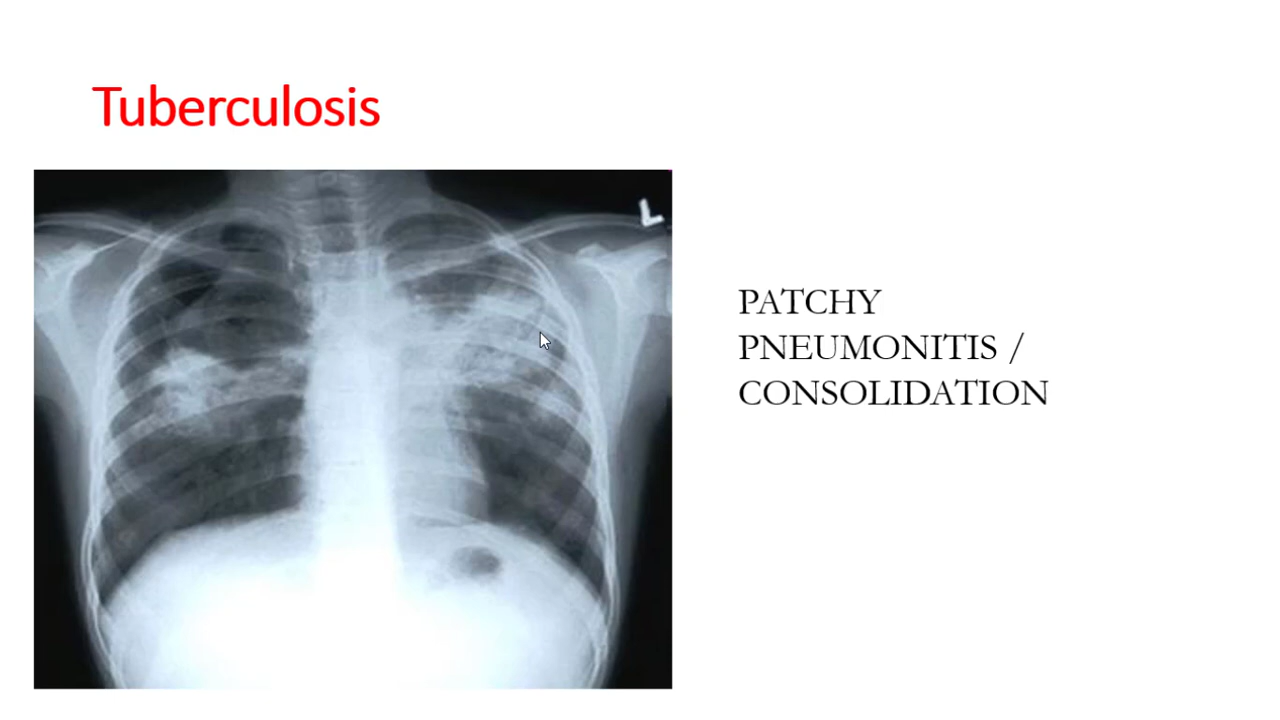 Tuberculosis
L
PATCHY
PNEUMONITIS /
CONSOLIDATION